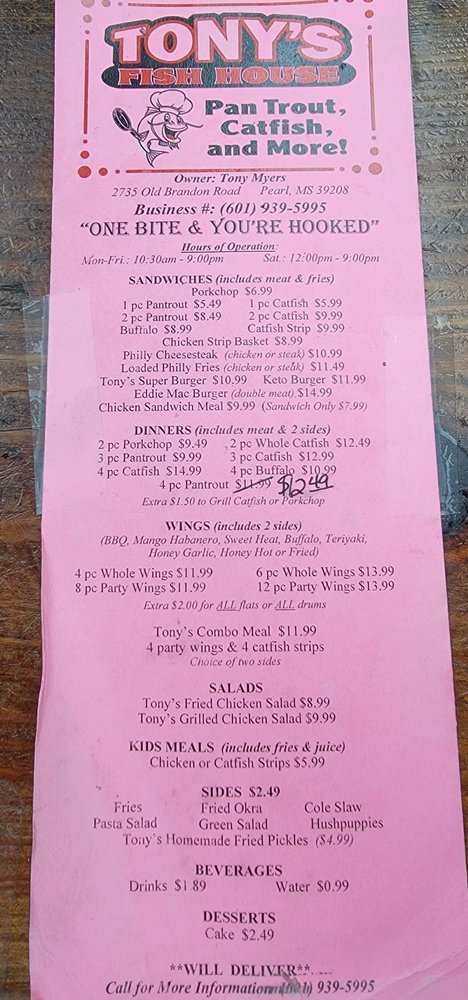 TONY'S
FISH HOUSE
Pan Trout,
Catfish,
and More!
Owner: Tony Myers
2735 Old Brandon Road Pearl, MS 39208
Business #: (601) 939-5995
"ONE BITE & YOU'RE HOOKED"
Hours of Operation:
Mon-Fri.: 10:30am - 9:00pm Sat.: 12:00pm - 9:00pm
SANDWICHES (includes meat & fries)
Porkchop $6.99
1 pc Pantrout $5.49 1 pc Catfish $5.99
2 pc Pantrout $8.49 2 pc Catfish $9.99
Buffalo $8.99 Catfish Strip $9.99
Chicken Strip Basket $8.99
Philly Cheesesteak (chicken or steak) $10.99
Loaded Philly Fries (chicken or steak) $11.49
Tony's Super Burger $10.99 Keto Burger $11.99
Eddie Mae Burger (double meat) $14.99
Chicken Sandwich Meal $9.99 (Sandwich Only $7.99)
DINNERS (includes meat & 2 sides)
2 pc Porkchop $9.49 2 pc Whole Catfish $12.49
3 pc Pantrout $9.99 3 pc Catfish $12.99
4 pc Catfish $14.99 4 pc Buffalo $10.99
4 pc Pantrout $11.99 $12.49
Extra $1.50 to Grill Catfish or Porkchop
WINGS (includes 2 sides)
(BBQ, Mango Habanero, Sweet Heat, Buffalo, Teriyaki,
Honey Garlic, Honey Hot or Fried)
4 pc Whole Wings $11.99 6 pc Whole Wings $13.99
8 pc Party Wings $11.99 12 pc Party Wings $13.99
Extra $2.00 for ALL flats or ALL drums
Tony's Combo Meal $11.99
4 party wings & 4 catfish strips
Choice of two sides
SALADS
Tony's Fried Chicken Salad $8.99
Tony's Grilled Chicken Salad $9.99
KIDS MEALS (includes fries & juice)
Chicken or Catfish Strips $5.99
SIDES $2.49
Fries Fried Okra Cole Slaw
Pasta Salad Green Salad Hushpuppies
Tony's Homemade Fried Pickles ($4.99)
BEVERAGES
Drinks $1.89 Water $0.99
DESSERTS
Cake $2.49
**WILL DELIVER**
Call for More Information 939-5995